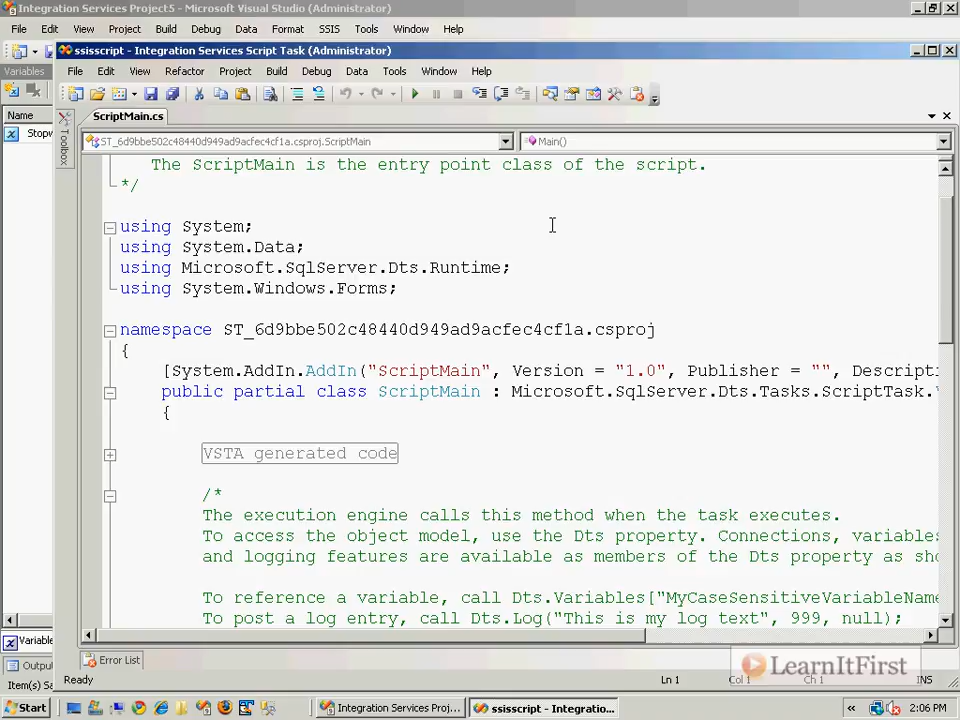 Integration Services Project5 - Microsoft Visual Studio (Administrator)
File Edit View Project Build Debug Data Format SSIS Tools Window Help
ssisscript - Integration Services Script Task (Administrator)
Variables
File Edit View Refactor Project Build Debug Data Tools Window Help
Name
ScriptMain.cs
Stopv
Toolbox
ST_6d9bbe502c48440d949ad9acfec4cf1a.csproj.ScriptMain
Main()
The ScriptMain is the entry point class of the script.
*/
using System;
using System.Data;
using Microsoft.SqlServer.Dts.Runtime;
using System.Windows.Forms;
namespace ST_6d9bbe502c48440d949ad9acfec4cf1a.csproj
{
[System.AddIn.AddIn("ScriptMain", Version = "1.0", Publisher = "", Descripti
public partial class ScriptMain : Microsoft.SqlServer.Dts.Tasks.ScriptTask.
{
VSTA generated code
/*
The execution engine calls this method when the task executes.
To access the object model, use the Dts property. Connections, variables
and logging features are available as members of the Dts property as sho
To reference a variable, call Dts.Variables["MyCaseSensitiveVariableName
To post a log entry, call Dts.Log("This is my log text", 999, null);
Variable
Output
Error List
LearnItFirst
Item(s) Sa
Ready
Ln 1 Col 1 Ch 1 INS
Start
Integration Services Proj...
ssisscript - Integratio...
2:06 PM